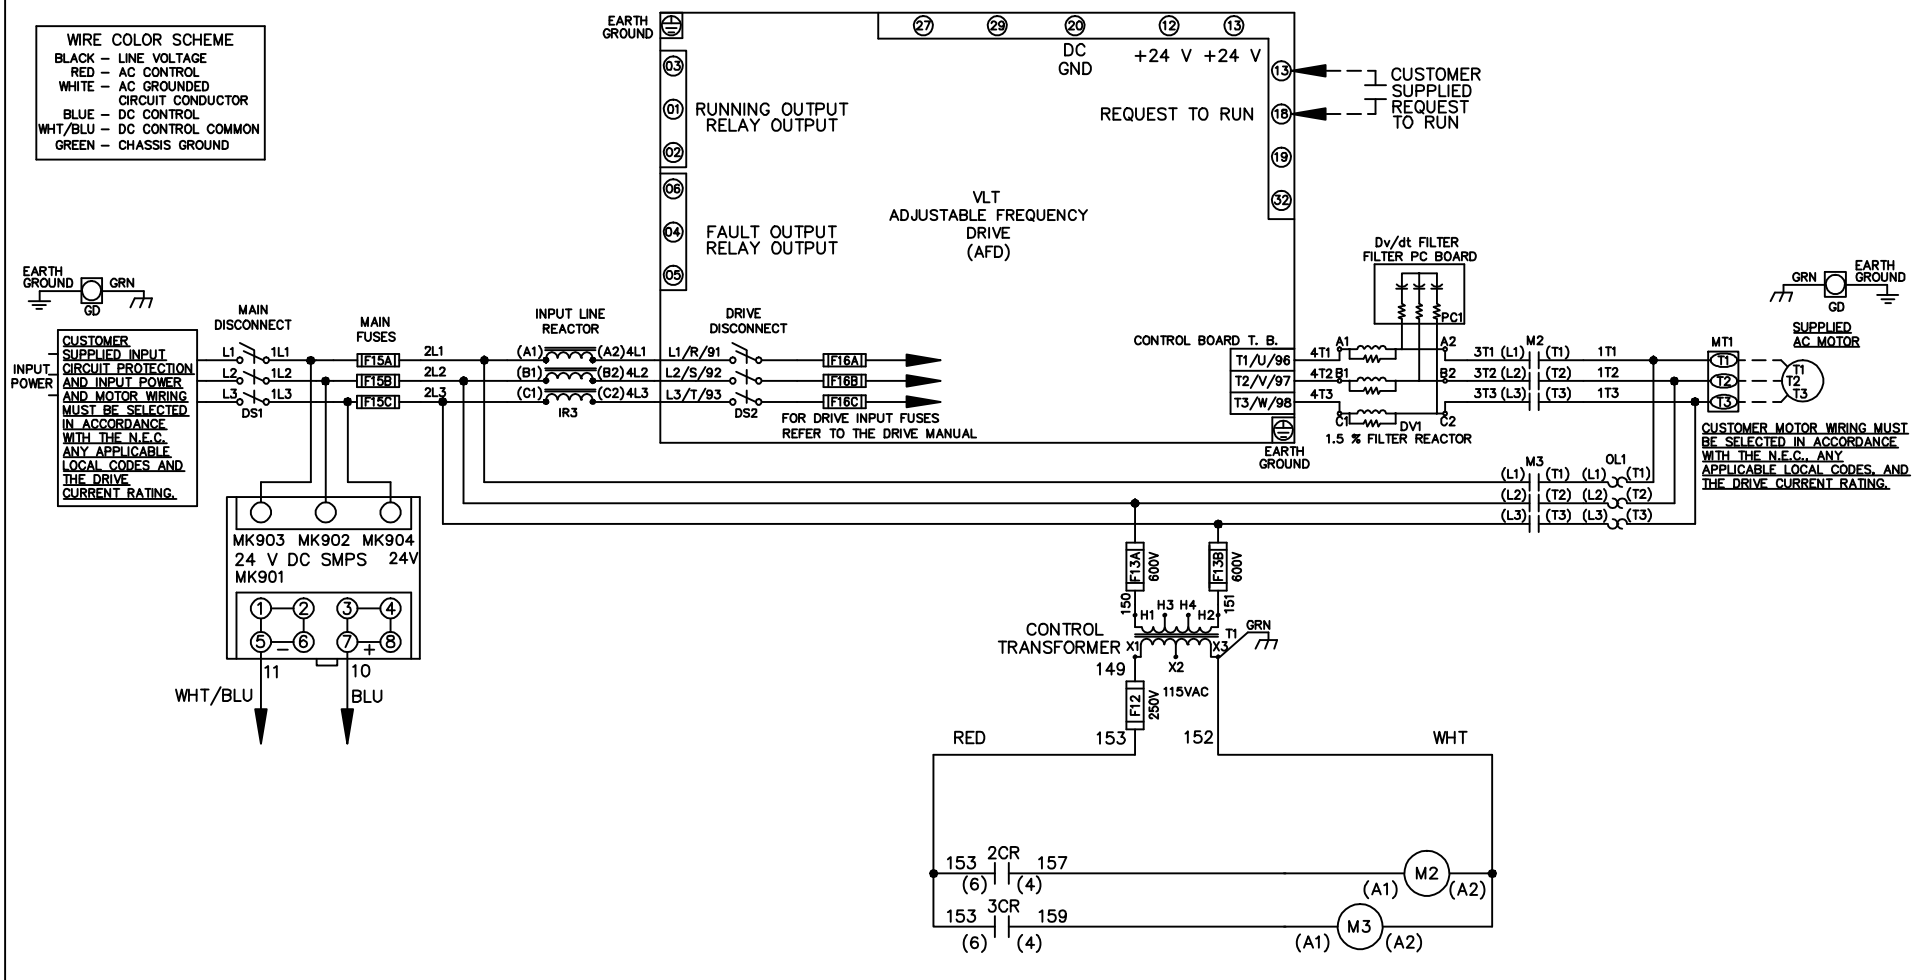 WIRE COLOR SCHEME
BLACK – LINE VOLTAGE
RED – AC CONTROL
WHITE – AC GROUNDED
CIRCUIT CONDUCTOR
BLUE – DC CONTROL
WHT/BLU – DC CONTROL COMMON
GREEN – CHASSIS GROUND
EARTH
GROUND
27 29 20 12 13
DC
GND
+24 V +24 V
03
01
02
RUNNING OUTPUT
RELAY OUTPUT
06
04
05
FAULT OUTPUT
RELAY OUTPUT
VLT
ADJUSTABLE FREQUENCY
DRIVE
(AFD)
REQUEST TO RUN
13
18
19
32
CUSTOMER
SUPPLIED
REQUEST
TO RUN
EARTH
GROUND
GRN
GD
INPUT
POWER
CUSTOMER
SUPPLIED INPUT
CIRCUIT PROTECTION
AND INPUT POWER
AND MOTOR WIRING
MUST BE SELECTED
IN ACCORDANCE
WITH THE N.E.C.
ANY APPLICABLE
LOCAL CODES AND
THE DRIVE
CURRENT RATING.
MAIN
DISCONNECT
L1 1L1
L2 1L2
L3 1L3
DS1
MAIN
FUSES
F15A
F15B
F15C
2L1
2L2
2L3
INPUT LINE
REACTOR
(A1) (A2) 4L1
(B1) (B2) 4L2
(C1) (C2) 4L3
IR3
DRIVE
DISCONNECT
L1/R/91
L2/S/92
L3/T/93
DS2
F16A
F16B
F16C
FOR DRIVE INPUT FUSES
REFER TO THE DRIVE MANUAL
CONTROL BOARD T. B.
T1/U/96
T2/V/97
T3/W/98
EARTH
GROUND
Dv/dt FILTER
FILTER PC BOARD
PC1
4T1 A1 A2
4T2 B1 B2
4T3 C1 C2
DV1
1.5 % FILTER REACTOR
M2
3T1 (L1) (T1) 1T1
3T2 (L2) (T2) 1T2
3T3 (L3) (T3) 1T3
MT1
T1
T2
T3
GRN
GD
EARTH
GROUND
SUPPLIED
AC MOTOR
T1
T2
T3
CUSTOMER MOTOR WIRING MUST
BE SELECTED IN ACCORDANCE
WITH THE N.E.C., ANY
APPLICABLE LOCAL CODES, AND
THE DRIVE CURRENT RATING.
M3 OL1
(L1) (T1) (L1) (T1)
(L2) (T2) (L2) (T2)
(L3) (T3) (L3) (T3)
MK903 MK902 MK904
24 V DC SMPS 24V
MK901
1 2 3 4
5 – 6 7 + 8
11 10
WHT/BLU BLU
F13A 600V
F13B 600V
150 151
H1 H3 H4 H2
CONTROL
TRANSFORMER
T1
GRN
X1 X2 X3
149
115VAC
F12 250V
RED 153 152 WHT
153 2CR 157
(6) (4)
M2
(A1) (A2)
153 3CR 159
(6) (4)
M3
(A1) (A2)